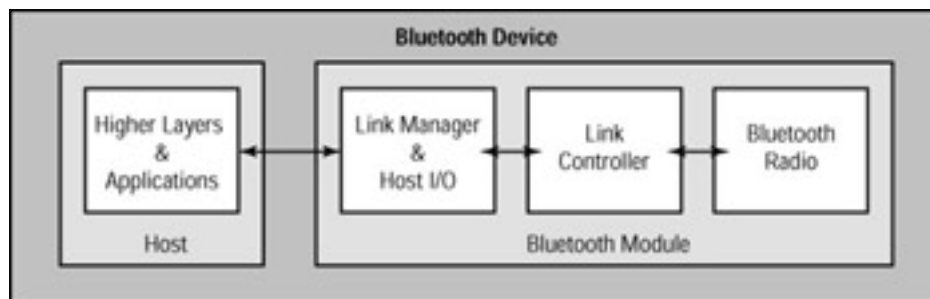 Bluetooth Device
Higher Layers
&
Applications
Host
Link Manager
&
Host I/O
Link
Controller
Bluetooth
Radio
Bluetooth Module